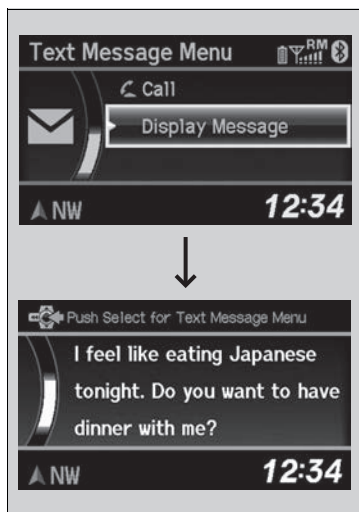 Text Message Menu RM
Call
Display Message
NW 12:34
Push Select for Text Message Menu
I feel like eating Japanese
tonight. Do you want to have
dinner with me?
NW 12:34